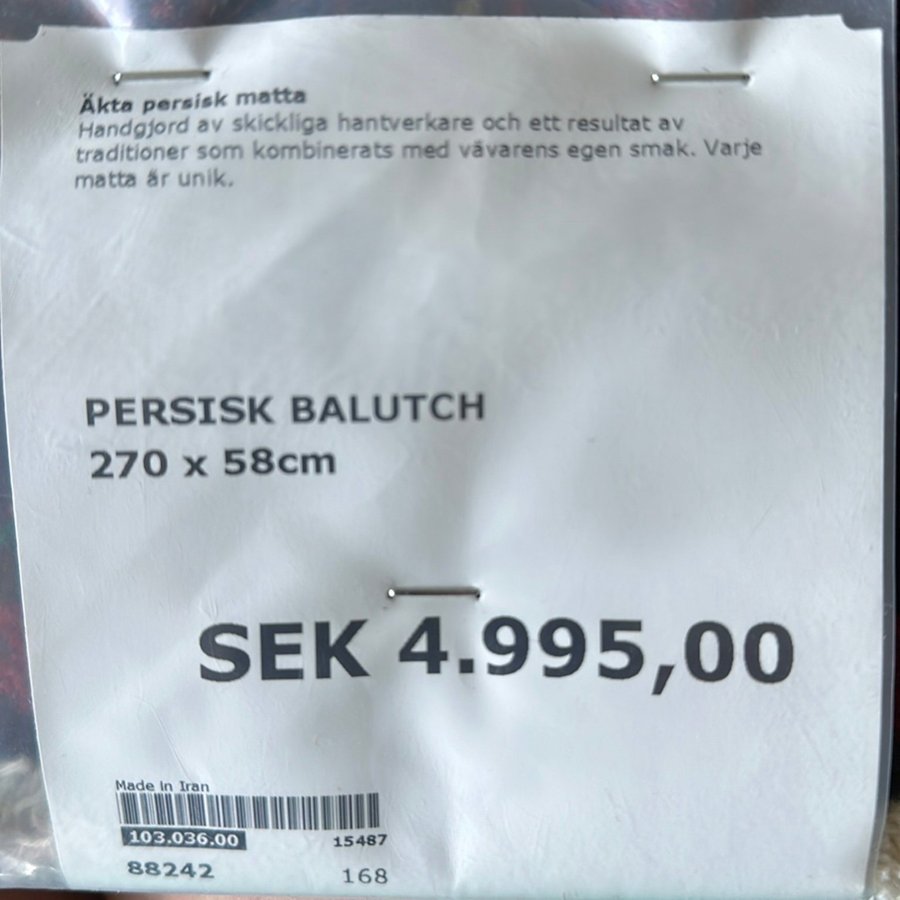 Äkta persisk matta
Handgjord av skickliga hantverkare och ett resultat av
traditioner som kombinerats med vävarens egen smak. Varje
matta är unik.
PERSISK BALUTCH
270 x 58cm
SEK 4.995,00
Made in Iran
103.036.00 15487
88242 168